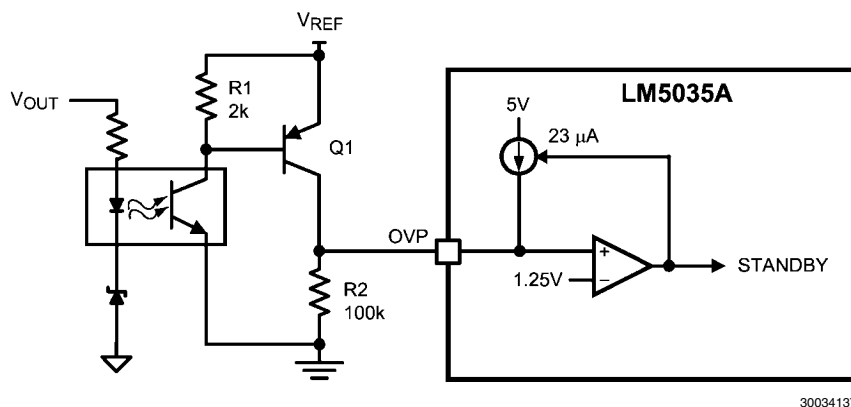 VREF
LM5035A
VOUT
R1
2k
5V
23 μA
Q1
OVP
+
1.25V
−
STANDBY
R2
100k
3003413